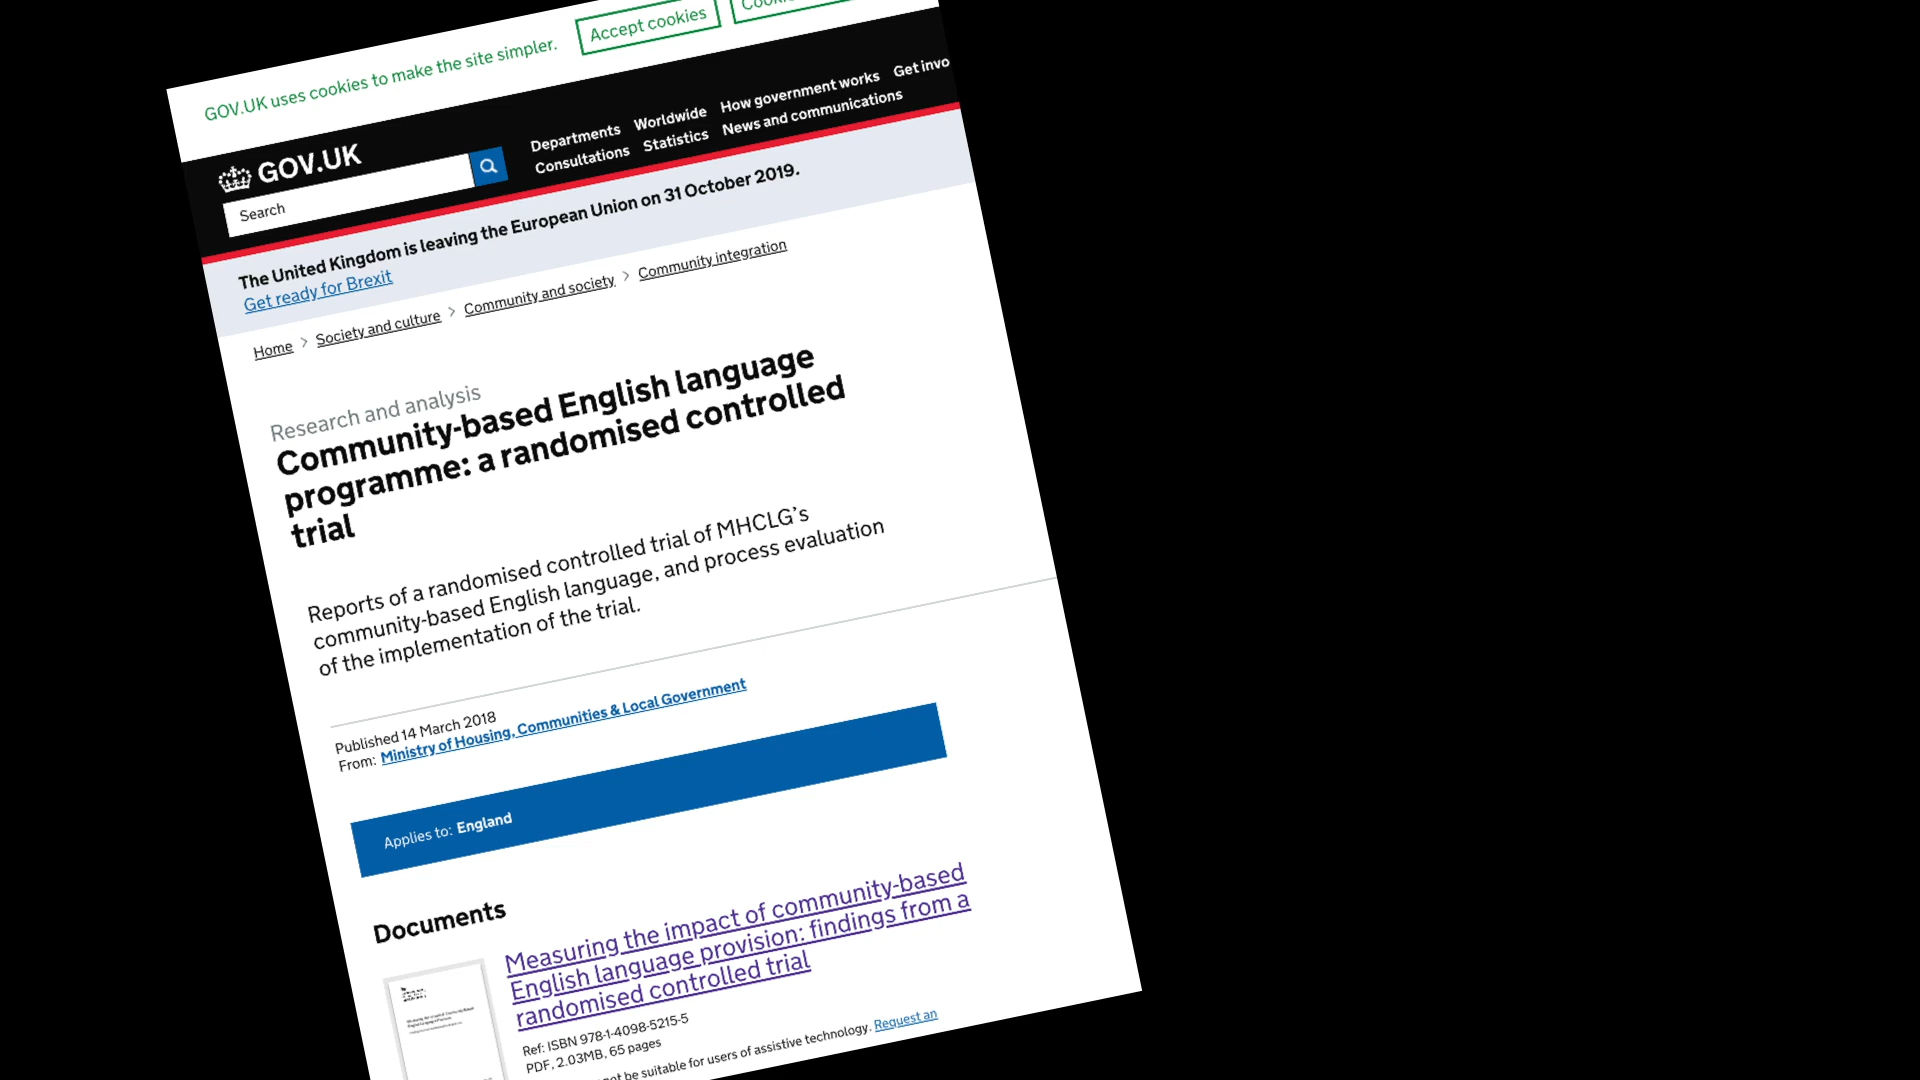 GOV.UK uses cookies to make the site simpler.
Accept cookies
GOV.UK
Search
Departments Worldwide How government works Get invo
Consultations Statistics News and communications
The United Kingdom is leaving the European Union on 31 October 2019.
Get ready for Brexit
Home > Society and culture > Community and society > Community integration
Research and analysis
Community-based English language
programme: a randomised controlled
trial
Reports of a randomised controlled trial of MHCLG’s
community-based English language, and process evaluation
of the implementation of the trial.
Published 14 March 2018
From: Ministry of Housing, Communities & Local Government
Applies to: England
Documents
Measuring the impact of community-based
English language provision: findings from a
randomised controlled trial
Ref: ISBN 978-1-4098-5215-5
PDF, 2.03MB, 65 pages
not be suitable for users of assistive technology. Request an